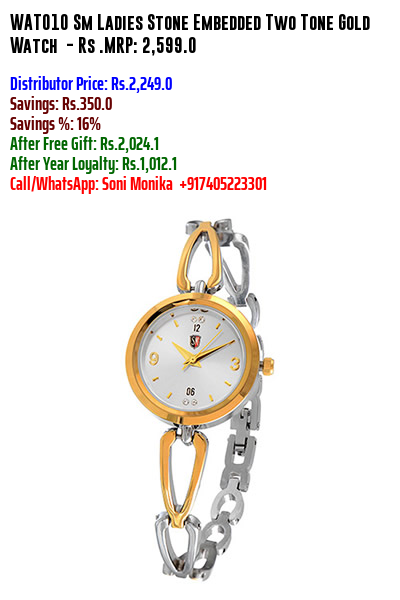 WAT010 Sm Ladies Stone Embedded Two Tone Gold
Watch - Rs .MRP: 2,599.0
Distributor Price: Rs.2,249.0
Savings: Rs.350.0
Savings %: 16%
After Free Gift: Rs.2,024.1
After Year Loyalty: Rs.1,012.1
Call/WhatsApp: Soni Monika +917405223301
12
9
3
06